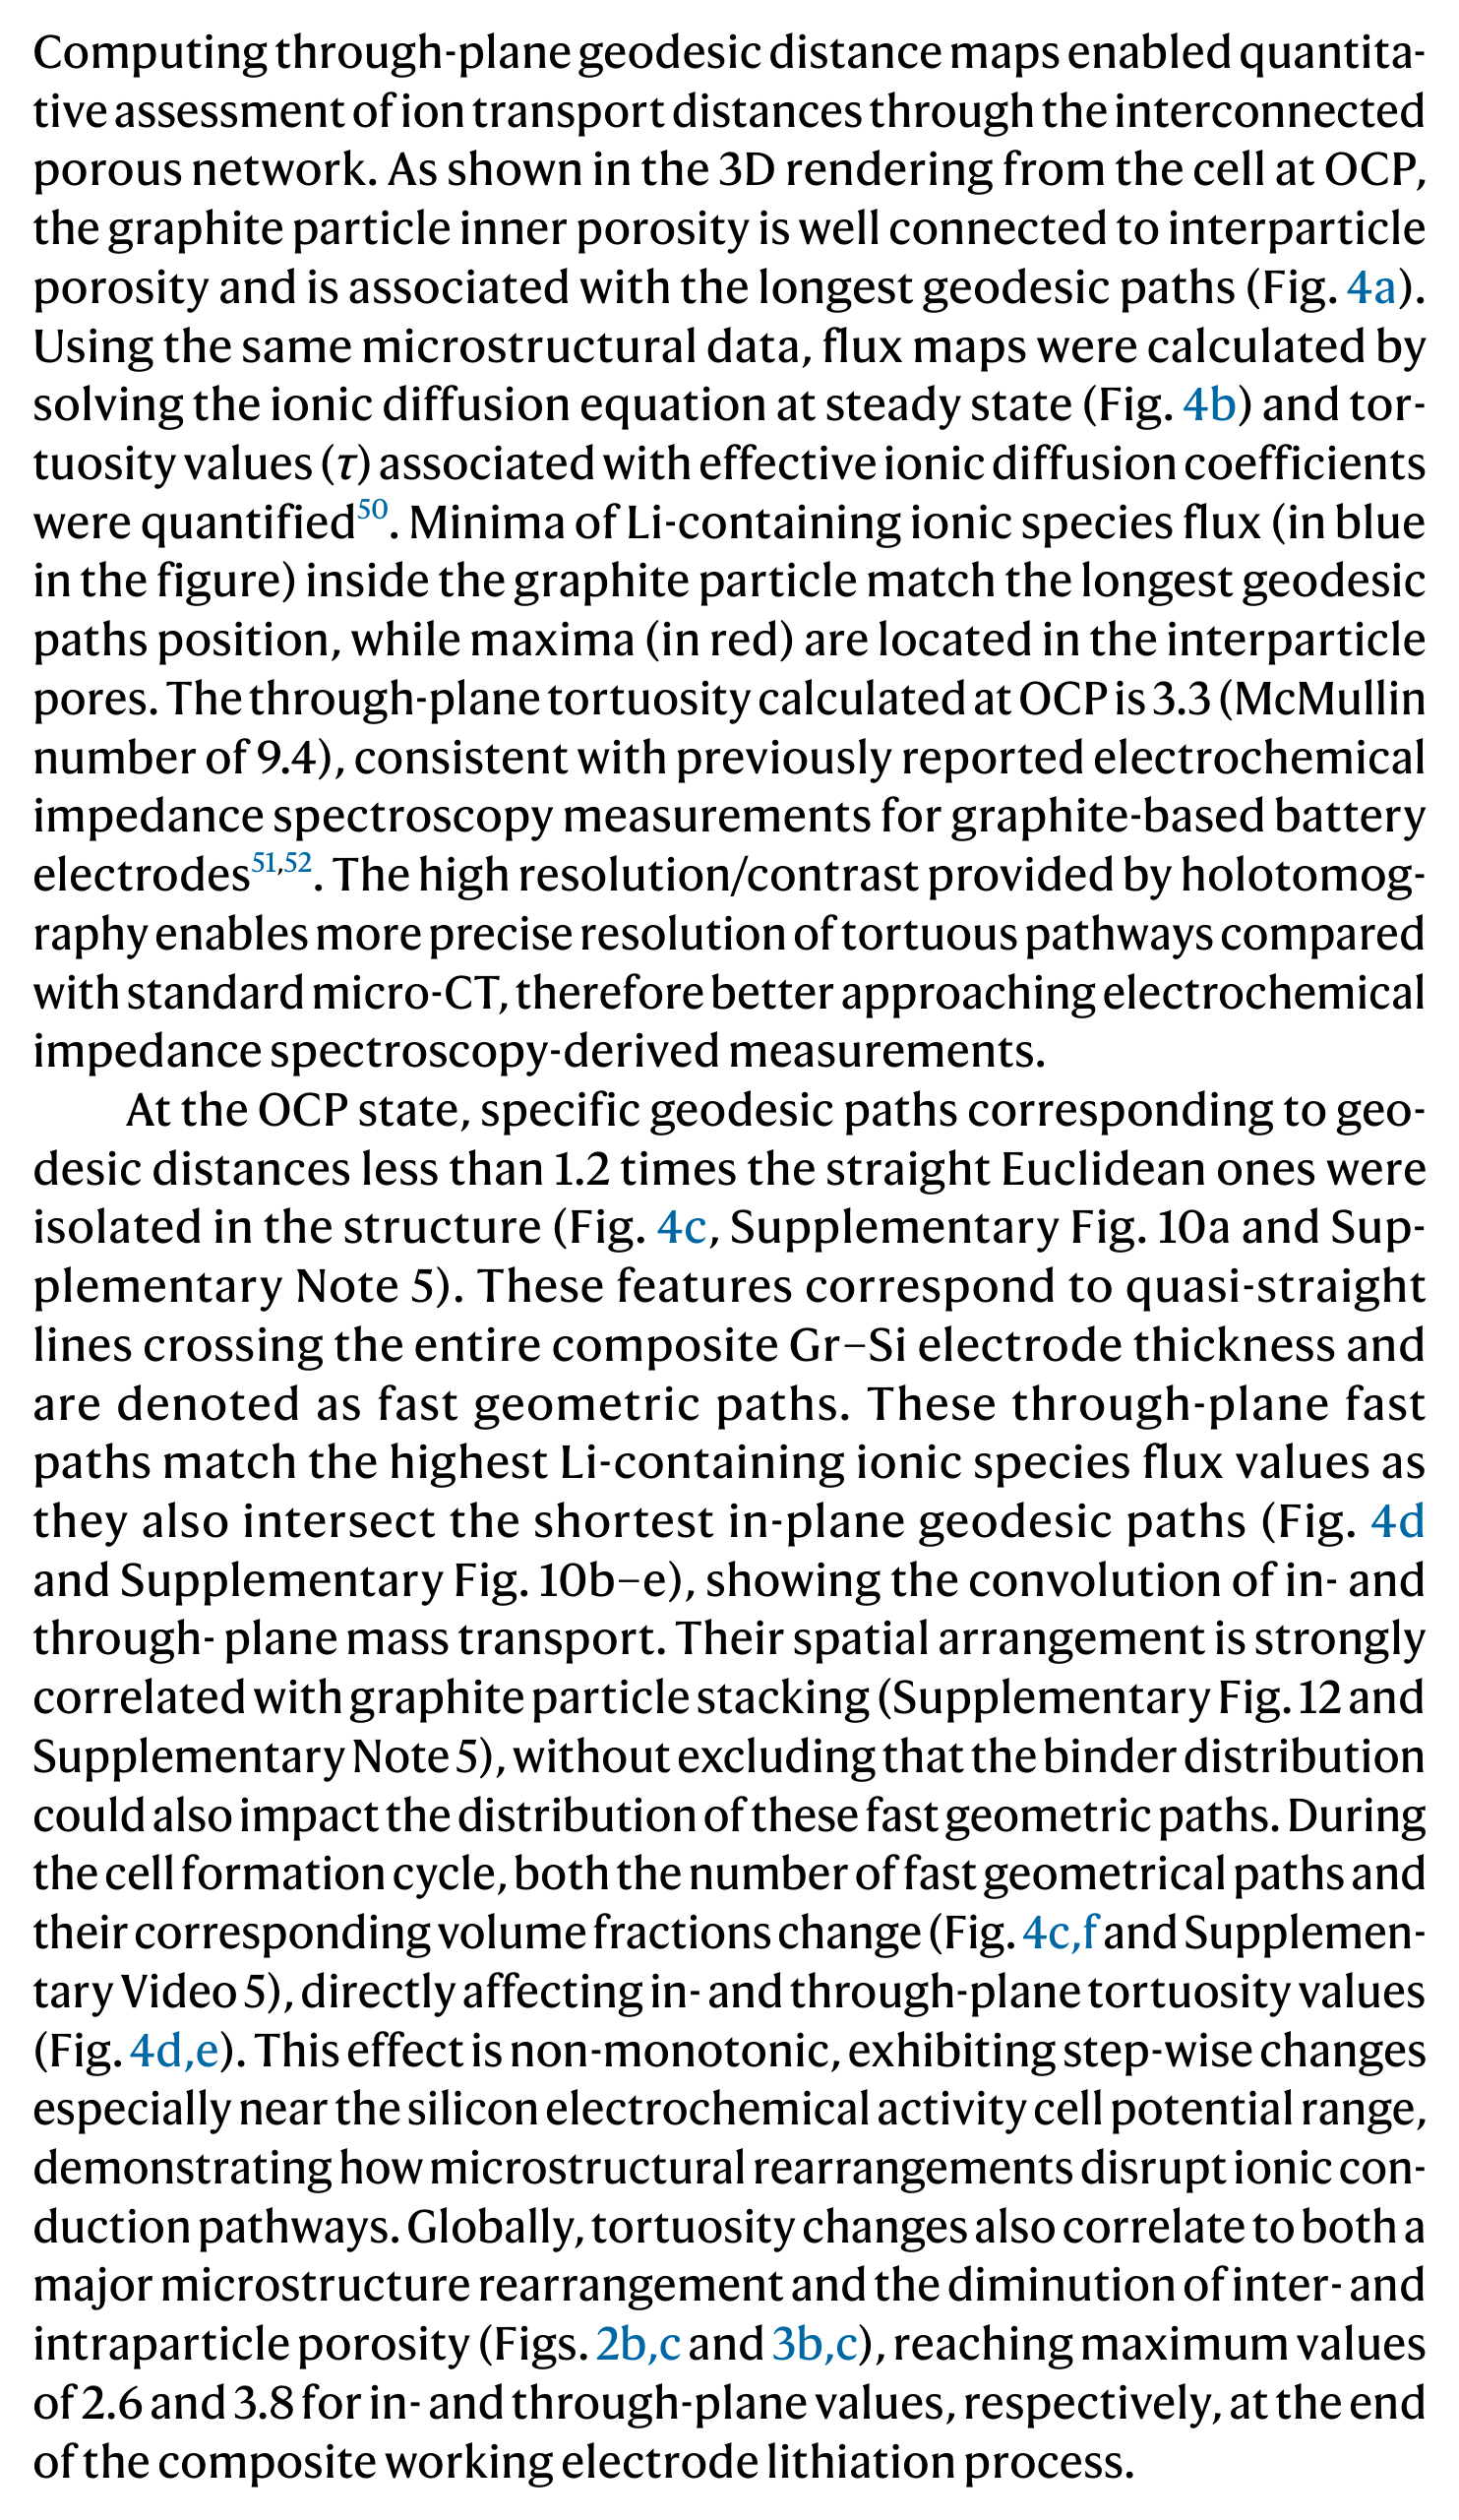 Computing through-plane geodesic distance maps enabled quantita-
tive assessment of ion transport distances through the interconnected
porous network. As shown in the 3D rendering from the cell at OCP,
the graphite particle inner porosity is well connected to interparticle
porosity and is associated with the longest geodesic paths (Fig. 4a).
Using the same microstructural data, flux maps were calculated by
solving the ionic diffusion equation at steady state (Fig. 4b) and tor-
tuosity values (τ) associated with effective ionic diffusion coefficients
were quantified50. Minima of Li-containing ionic species flux (in blue
in the figure) inside the graphite particle match the longest geodesic
paths position, while maxima (in red) are located in the interparticle
pores. The through-plane tortuosity calculated at OCP is 3.3 (McMullin
number of 9.4), consistent with previously reported electrochemical
impedance spectroscopy measurements for graphite-based battery
electrodes51,52. The high resolution/contrast provided by holotomog-
raphy enables more precise resolution of tortuous pathways compared
with standard micro-CT, therefore better approaching electrochemical
impedance spectroscopy-derived measurements.
At the OCP state, specific geodesic paths corresponding to geo-
desic distances less than 1.2 times the straight Euclidean ones were
isolated in the structure (Fig. 4c, Supplementary Fig. 10a and Sup-
plementary Note 5). These features correspond to quasi-straight
lines crossing the entire composite Gr–Si electrode thickness and
are denoted as fast geometric paths. These through-plane fast
paths match the highest Li-containing ionic species flux values as
they also intersect the shortest in-plane geodesic paths (Fig. 4d
and Supplementary Fig. 10b–e), showing the convolution of in- and
through- plane mass transport. Their spatial arrangement is strongly
correlated with graphite particle stacking (Supplementary Fig. 12 and
Supplementary Note 5), without excluding that the binder distribution
could also impact the distribution of these fast geometric paths. During
the cell formation cycle, both the number of fast geometrical paths and
their corresponding volume fractions change (Fig. 4c,f and Supplemen-
tary Video 5), directly affecting in- and through-plane tortuosity values
(Fig. 4d,e). This effect is non-monotonic, exhibiting step-wise changes
especially near the silicon electrochemical activity cell potential range,
demonstrating how microstructural rearrangements disrupt ionic con-
duction pathways. Globally, tortuosity changes also correlate to both a
major microstructure rearrangement and the diminution of inter- and
intraparticle porosity (Figs. 2b,c and 3b,c), reaching maximum values
of 2.6 and 3.8 for in- and through-plane values, respectively, at the end
of the composite working electrode lithiation process.